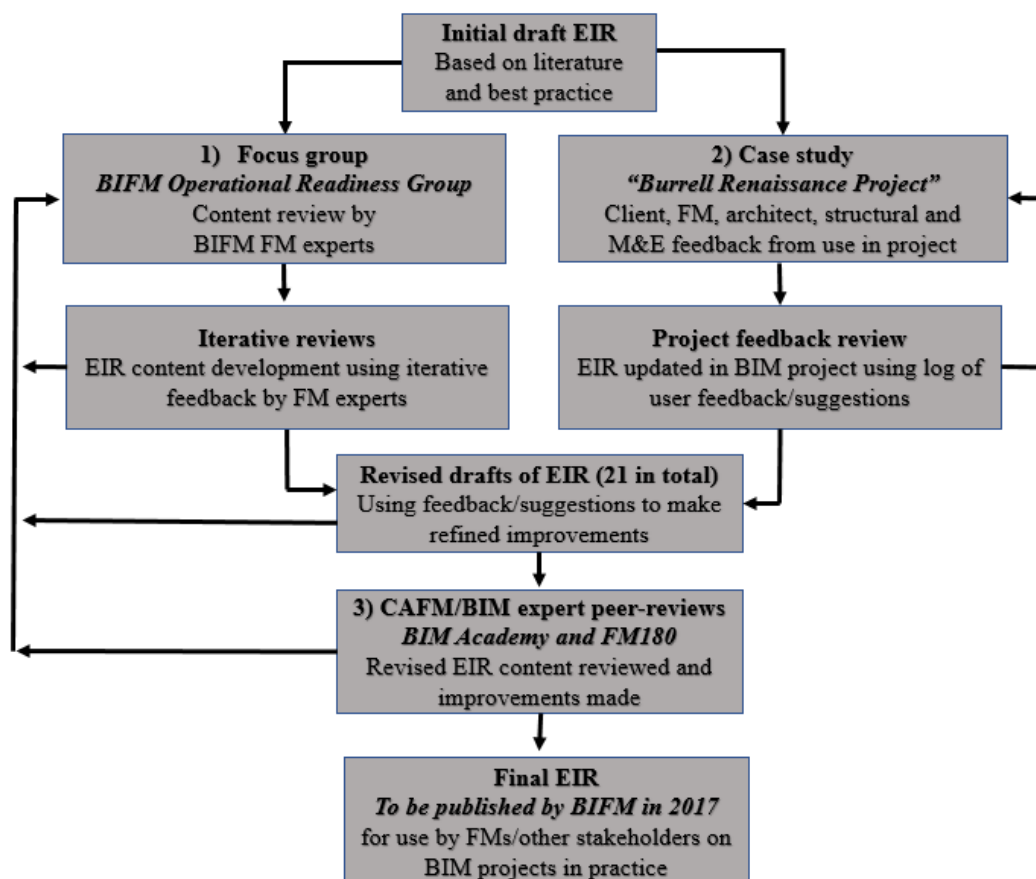 Initial draft EIR
Based on literature
and best practice
1) Focus group
BIFM Operational Readiness Group
Content review by
BIFM FM experts
2) Case study
“Burrell Renaissance Project”
Client, FM, architect, structural and
M&E feedback from use in project
Iterative reviews
EIR content development using iterative
feedback by FM experts
Project feedback review
EIR updated in BIM project using log of
user feedback/suggestions
Revised drafts of EIR (21 in total)
Using feedback/suggestions to make
refined improvements
3) CAFM/BIM expert peer-reviews
BIM Academy and FM180
Revised EIR content reviewed and
improvements made
Final EIR
To be published by BIFM in 2017
for use by FMs/other stakeholders on
BIM projects in practice